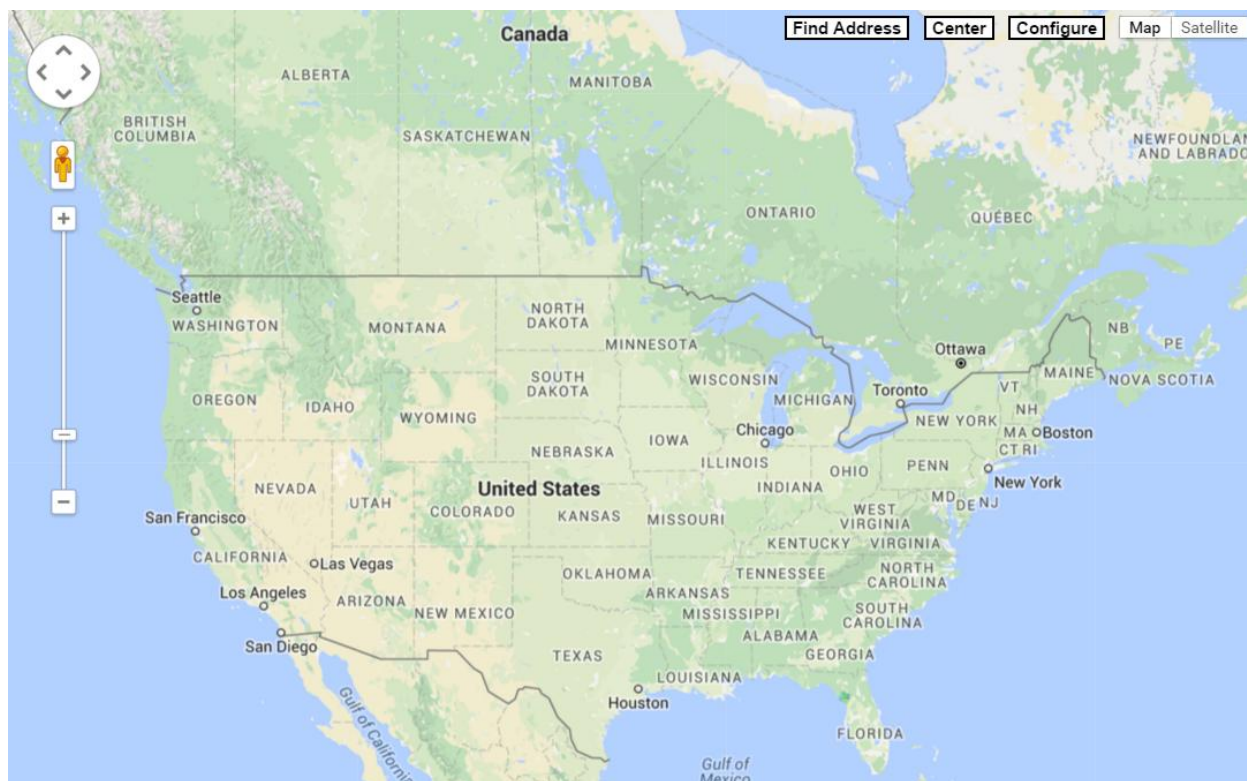 Canada
Find Address
Center
Configure
Map
Satellite
ALBERTA
MANITOBA
BRITISH
COLUMBIA
SASKATCHEWAN
NEWFOUNDLAN
AND LABRADO
ONTARIO
QUÉBEC
Seattle
WASHINGTON
MONTANA
NORTH
DAKOTA
MINNESOTA
NB
PE
Ottawa
OREGON
IDAHO
WYOMING
SOUTH
DAKOTA
WISCONSIN
MICHIGAN
Toronto
VT
MAINE
NOVA SCOTIA
NH
NEW YORK
IOWA
Chicago
MA
Boston
CT RI
NEBRASKA
ILLINOIS
OHIO
PENN
New York
NEVADA
UTAH
COLORADO
United States
KANSAS
MISSOURI
INDIANA
WEST
VIRGINIA
MD
DE
NJ
San Francisco
CALIFORNIA
Las Vegas
KENTUCKY
VIRGINIA
OKLAHOMA
TENNESSEE
NORTH
CAROLINA
Los Angeles
ARIZONA
NEW MEXICO
ARKANSAS
MISSISSIPPI
SOUTH
CAROLINA
San Diego
ALABAMA
TEXAS
GEORGIA
LOUISIANA
Houston
Gulf of California
FLORIDA
Gulf of
Mexico